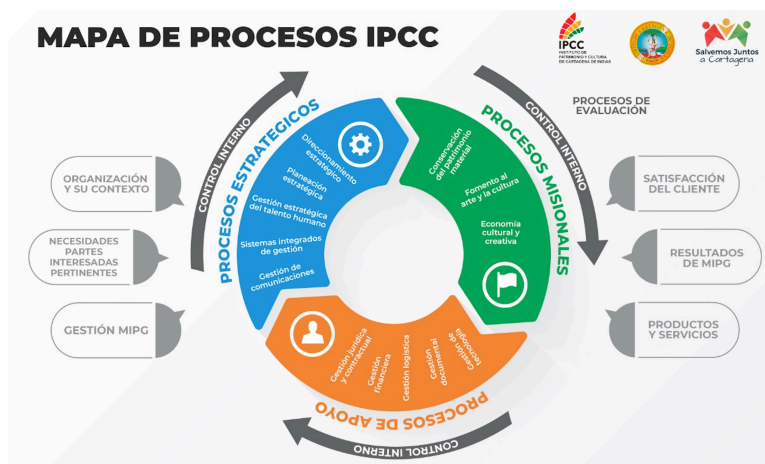 MAPA DE PROCESOS IPCC
IPCC
INSTITUTO DE
PATRIMONIO Y CULTURA
DE CARTAGENA DE INDIAS
Salvemos Juntos
a Cartagena
PROCESOS DE
EVALUACIÓN
ORGANIZACIÓN
Y SU CONTEXTO
NECESIDADES
PARTES
INTERESADAS
PERTINENTES
GESTIÓN MIPG
CONTROL INTERNO
PROCESOS ESTRATEGICOS
Direccionamiento
estratégico
Planeación
estratégica
Gestión estratégica
del talento humano
Sistemas integrados
de gestión
Gestión de
comunicaciones
CONTROL INTERNO
PROCESOS MISIONALES
Conservación
del patrimonio
material
Fomento al
arte y la cultura
Economía
cultural y
creativa
SATISFACCIÓN
DEL CLIENTE
RESULTADOS
DE MIPG
PRODUCTOS
Y SERVICIOS
Gestión jurídica
y contractual
Gestión
financiera
Gestión logística
Gestión
documental
Gestión de
tecnología
PROCESOS DE APOYO
CONTROL INTERNO